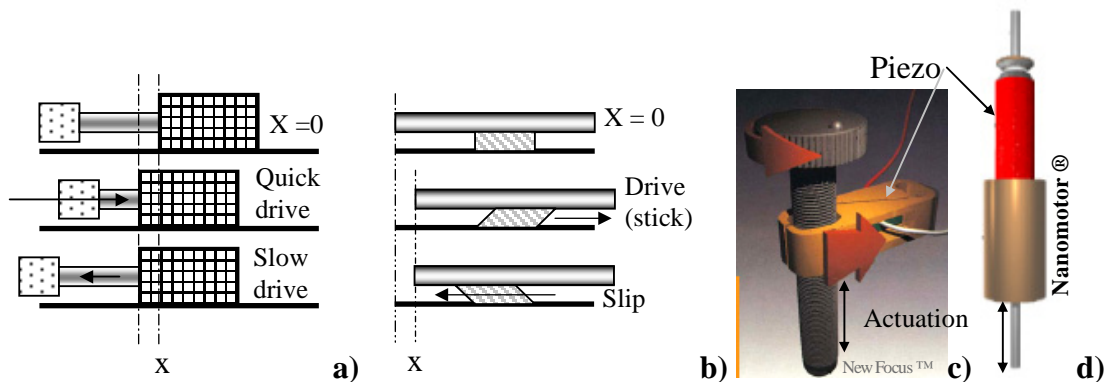 X =0
Quick
drive
Slow
drive
x
a)
X = 0
Drive
(stick)
Slip
x
b)
Piezo
Actuation
New Focus ™
c)
Nanomotor ®
d)